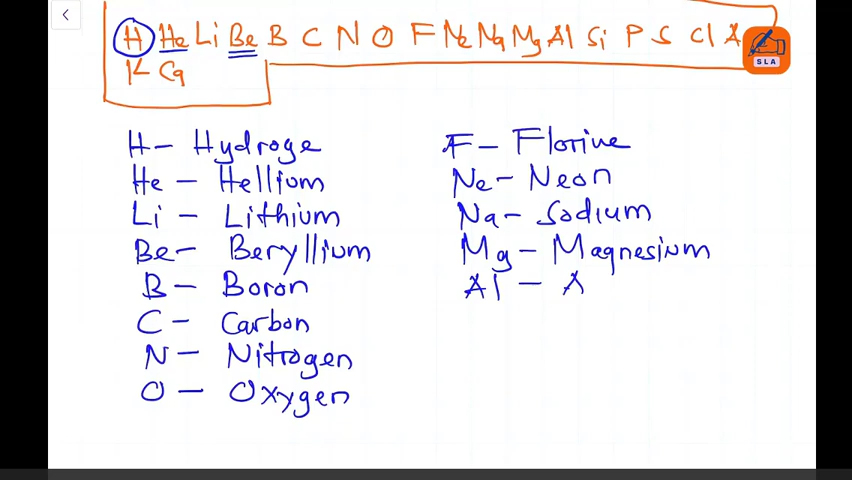 H He Li Be B C N O F Ne Na Mg Al Si P S Cl A
K Ca
SLA
H - Hydroge
He - Hellium
Li - Lithium
Be - Beryllium
B - Boron
C - Carbon
N - Nitrogen
O - Oxygen
F - Florine
Ne - Neon
Na - Sodium
Mg - Magnesium
Al - A